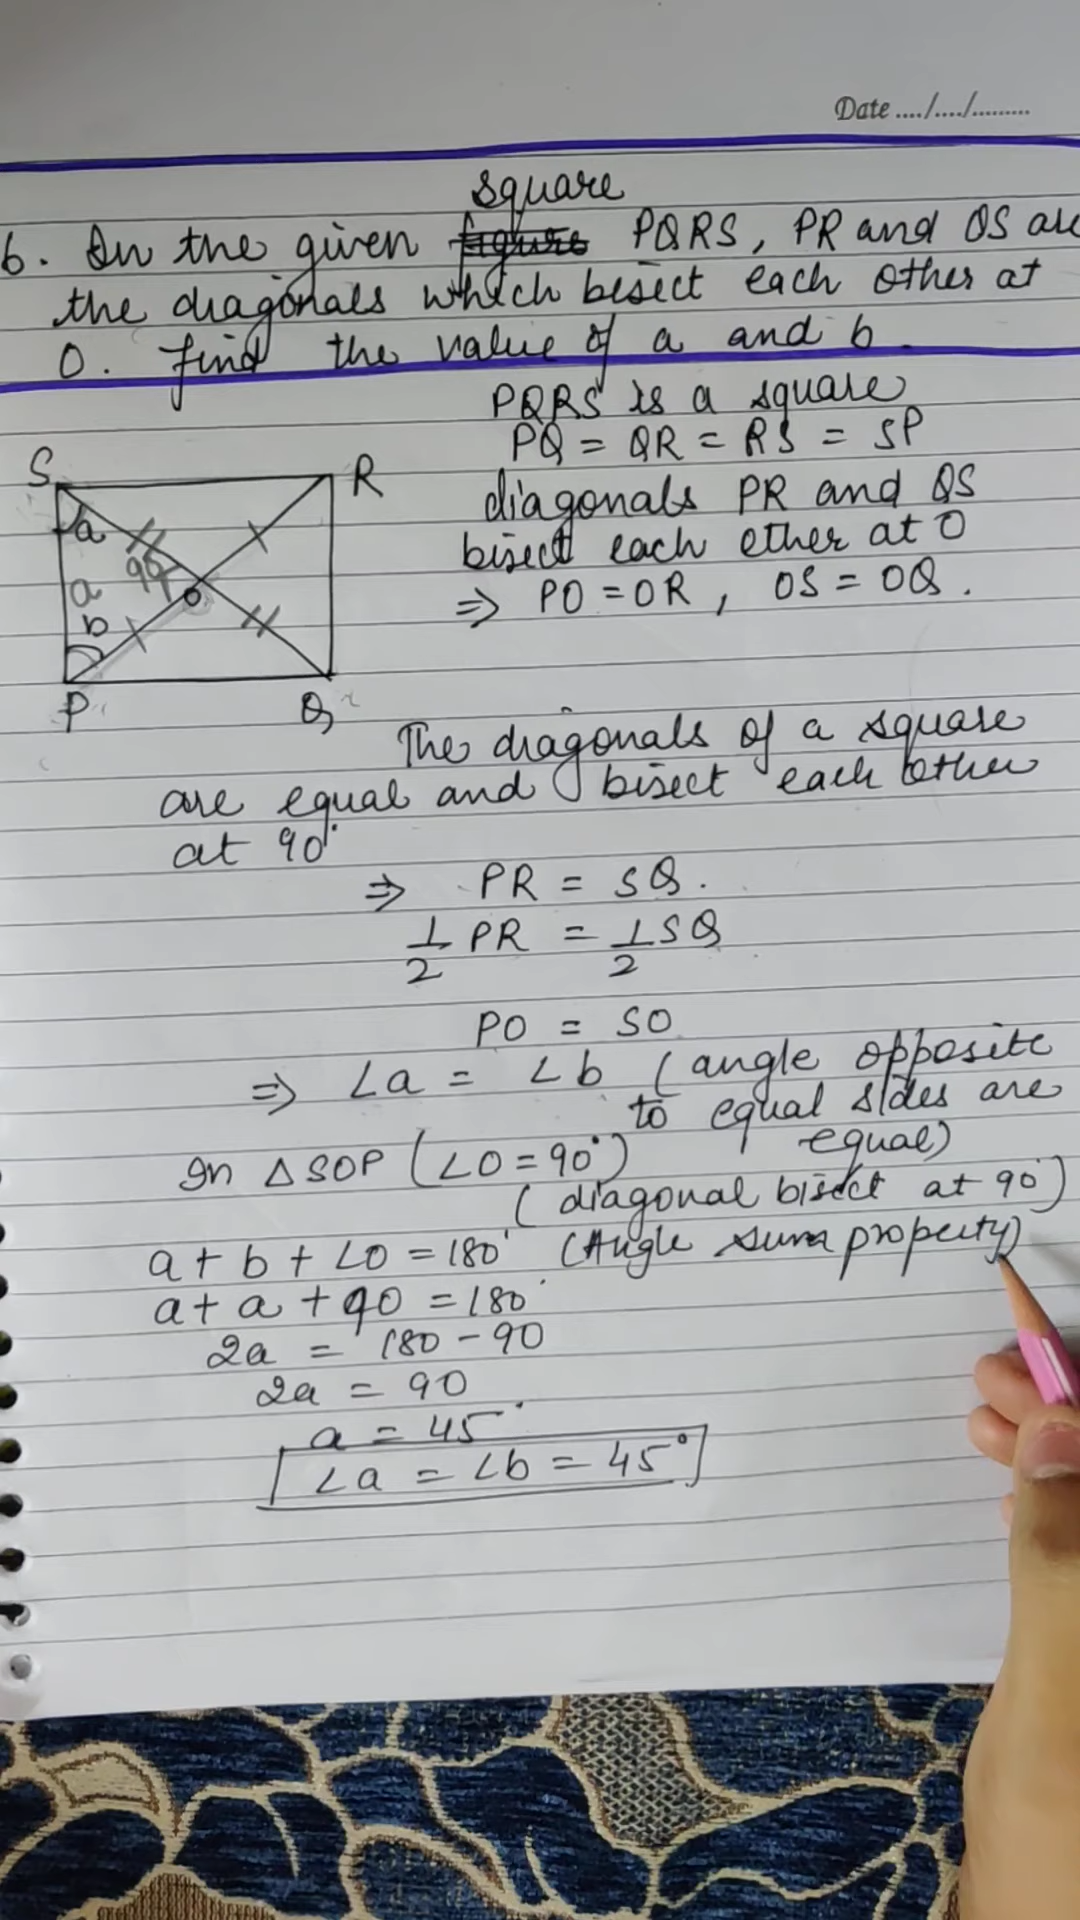 Date ..../..../.........
square
6. In the given figure PQRS, PR and QS are
the diagonals which bisect each other at
O. find the value of a and b.
PQRS is a square
PQ = QR = RS = SP
diagonals PR and QS
bisect each other at O
⇒ PO = OR, OS = OQ.
S R
a
90
a O
b
P Q
The diagonals of a square
are equal and bisect each other
at 90°
⇒ PR = SQ.
1/2 PR = 1/2 SQ
PO = SO
⇒ ∠a = ∠b (angle opposite
to equal sides are
equal)
In △SOP (∠O = 90°)
(diagonal bisect at 90°)
a + b + ∠O = 180° (Angle sum property)
a + a + 90 = 180°
2a = 180 - 90
2a = 90
a = 45°
∠a = ∠b = 45°